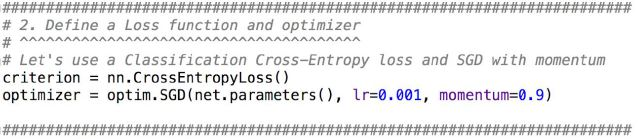 ###############################################################################
# 2. Define a Loss function and optimizer
# ^^^^^^^^^^^^^^^^^^^^^^^^^^^^^^^^^^^^^^^^
# Let's use a Classification Cross-Entropy loss and SGD with momentum
criterion = nn.CrossEntropyLoss()
optimizer = optim.SGD(net.parameters(), lr=0.001, momentum=0.9)
###############################################################################